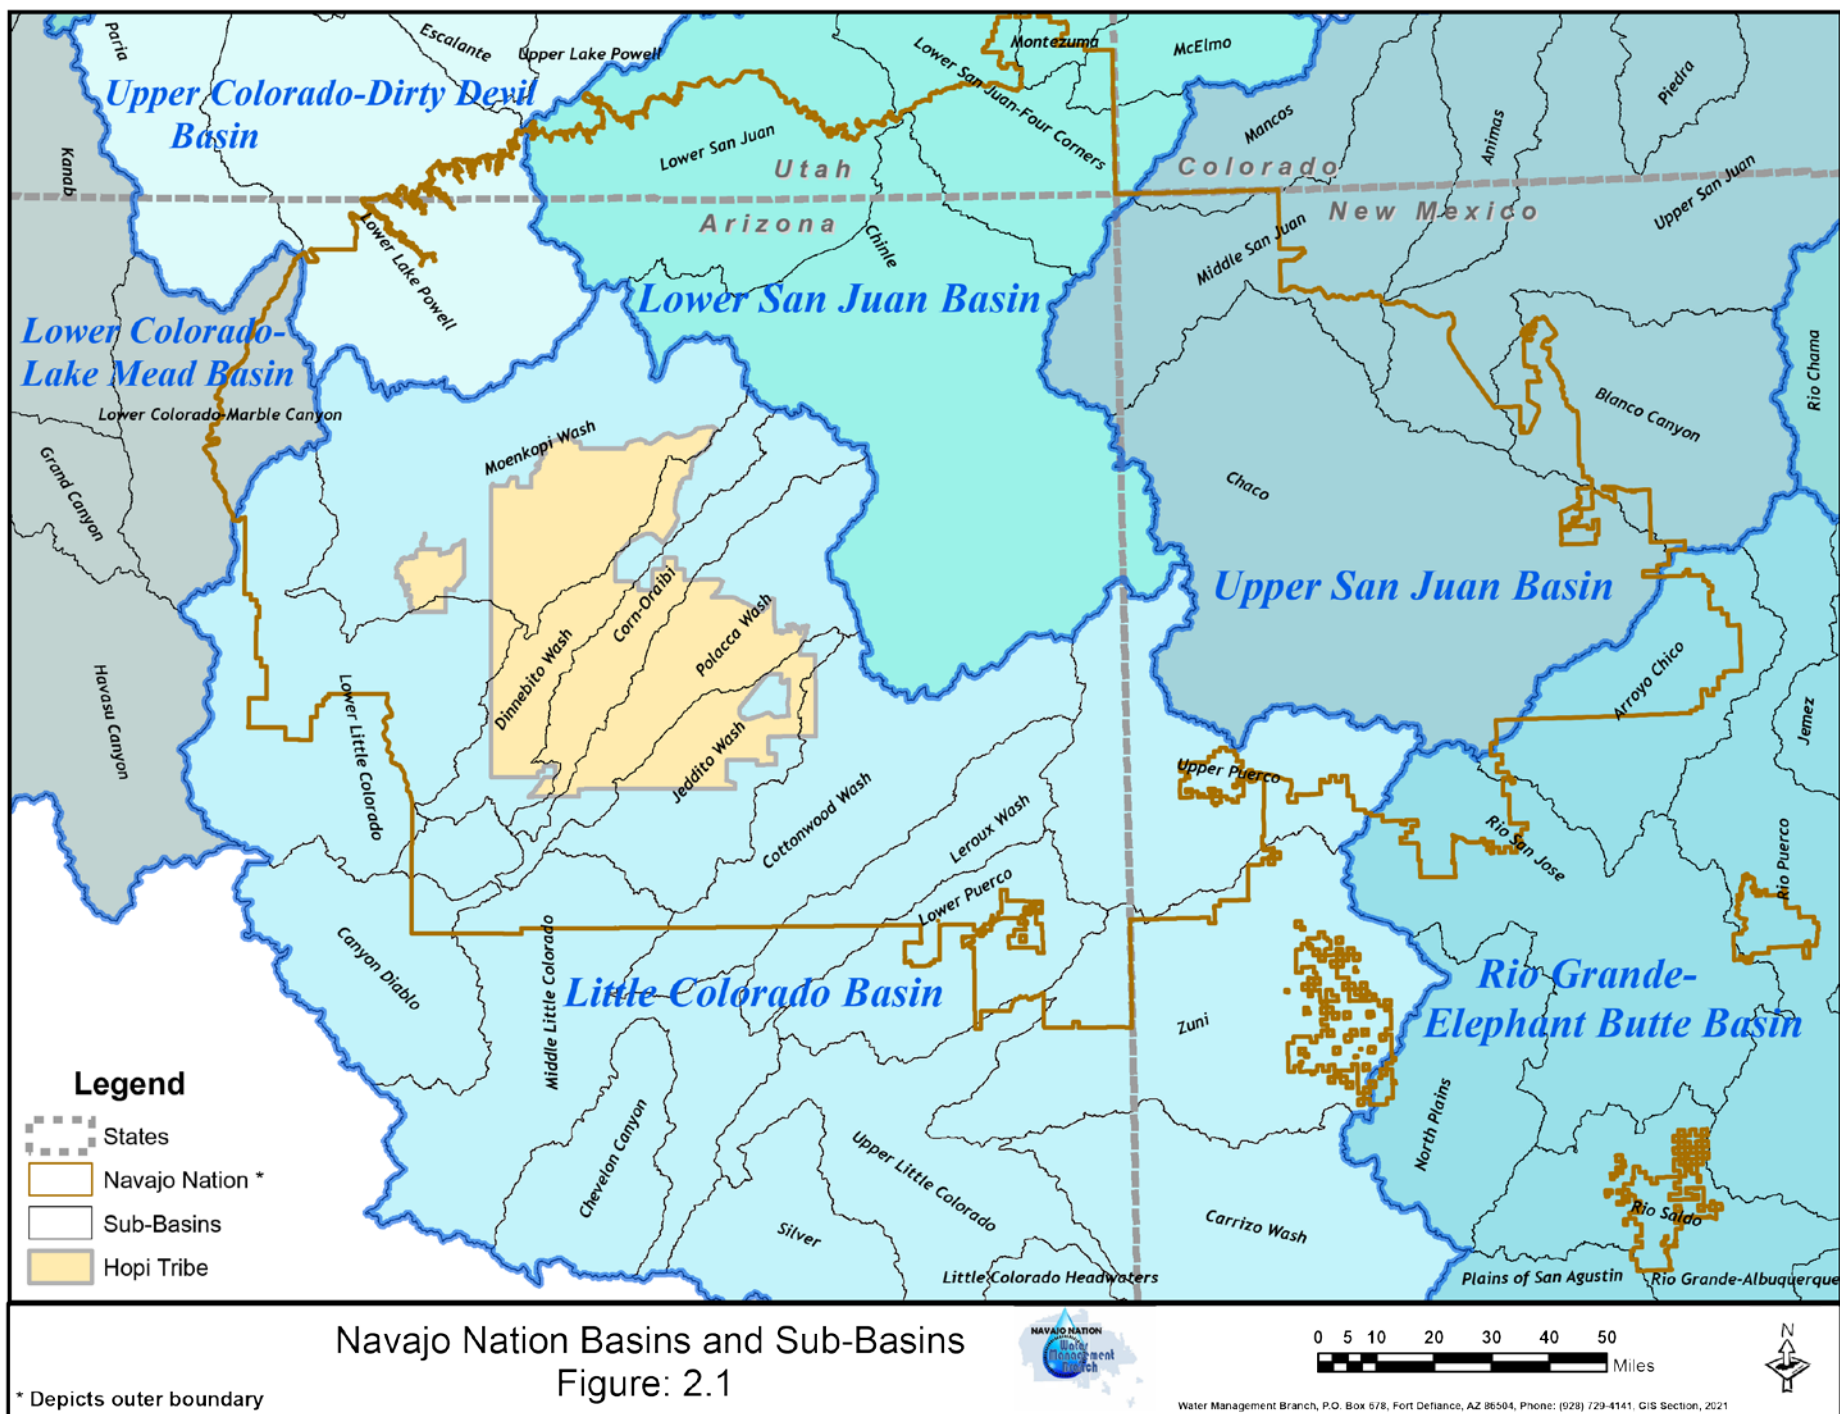 Paria
Escalante
Upper Lake Powell
Lower San Juan-Four Corners
Montezuma
McElmo
Piedra
Upper Colorado-Dirty Devil
Basin
Mancos
Animas
Kanab
Lower San Juan
Utah
Colorado
Upper San Juan
Arizona
New Mexico
Lower Lake Powell
Chinle
Middle San Juan
Lower San Juan Basin
Lower Colorado-
Lake Mead Basin
Rio Chama
Lower Colorado-Marble Canyon
Blanco Canyon
Moenkopi Wash
Grand Canyon
Chaco
Upper San Juan Basin
Corn-Oraibi
Polacca Wash
Dinnebito Wash
Arroyo Chico
Havasu Canyon
Lower Little Colorado
Jemez
Jeddito Wash
Upper Puerco
Cottonwood Wash
Leroux Wash
Rio San Jose
Rio Puerco
Lower Puerco
Canyon Diablo
Middle Little Colorado
Little Colorado Basin
Rio Grande-
Elephant Butte Basin
Zuni
Chevelon Canyon
Upper Little Colorado
North Plains
Silver
Carrizo Wash
Rio Salado
Little Colorado Headwaters
Plains of San Agustin
Rio Grande-Albuquerque
Legend
States
Navajo Nation *
Sub-Basins
Hopi Tribe
Navajo Nation Basins and Sub-Basins
Figure: 2.1
* Depicts outer boundary
NAVAJO NATION
Water
Management
Branch
0 5 10 20 30 40 50
Miles
N
Water Management Branch, P.O. Box 678, Fort Defiance, AZ 86504, Phone: (928) 729-4141, GIS Section, 2021